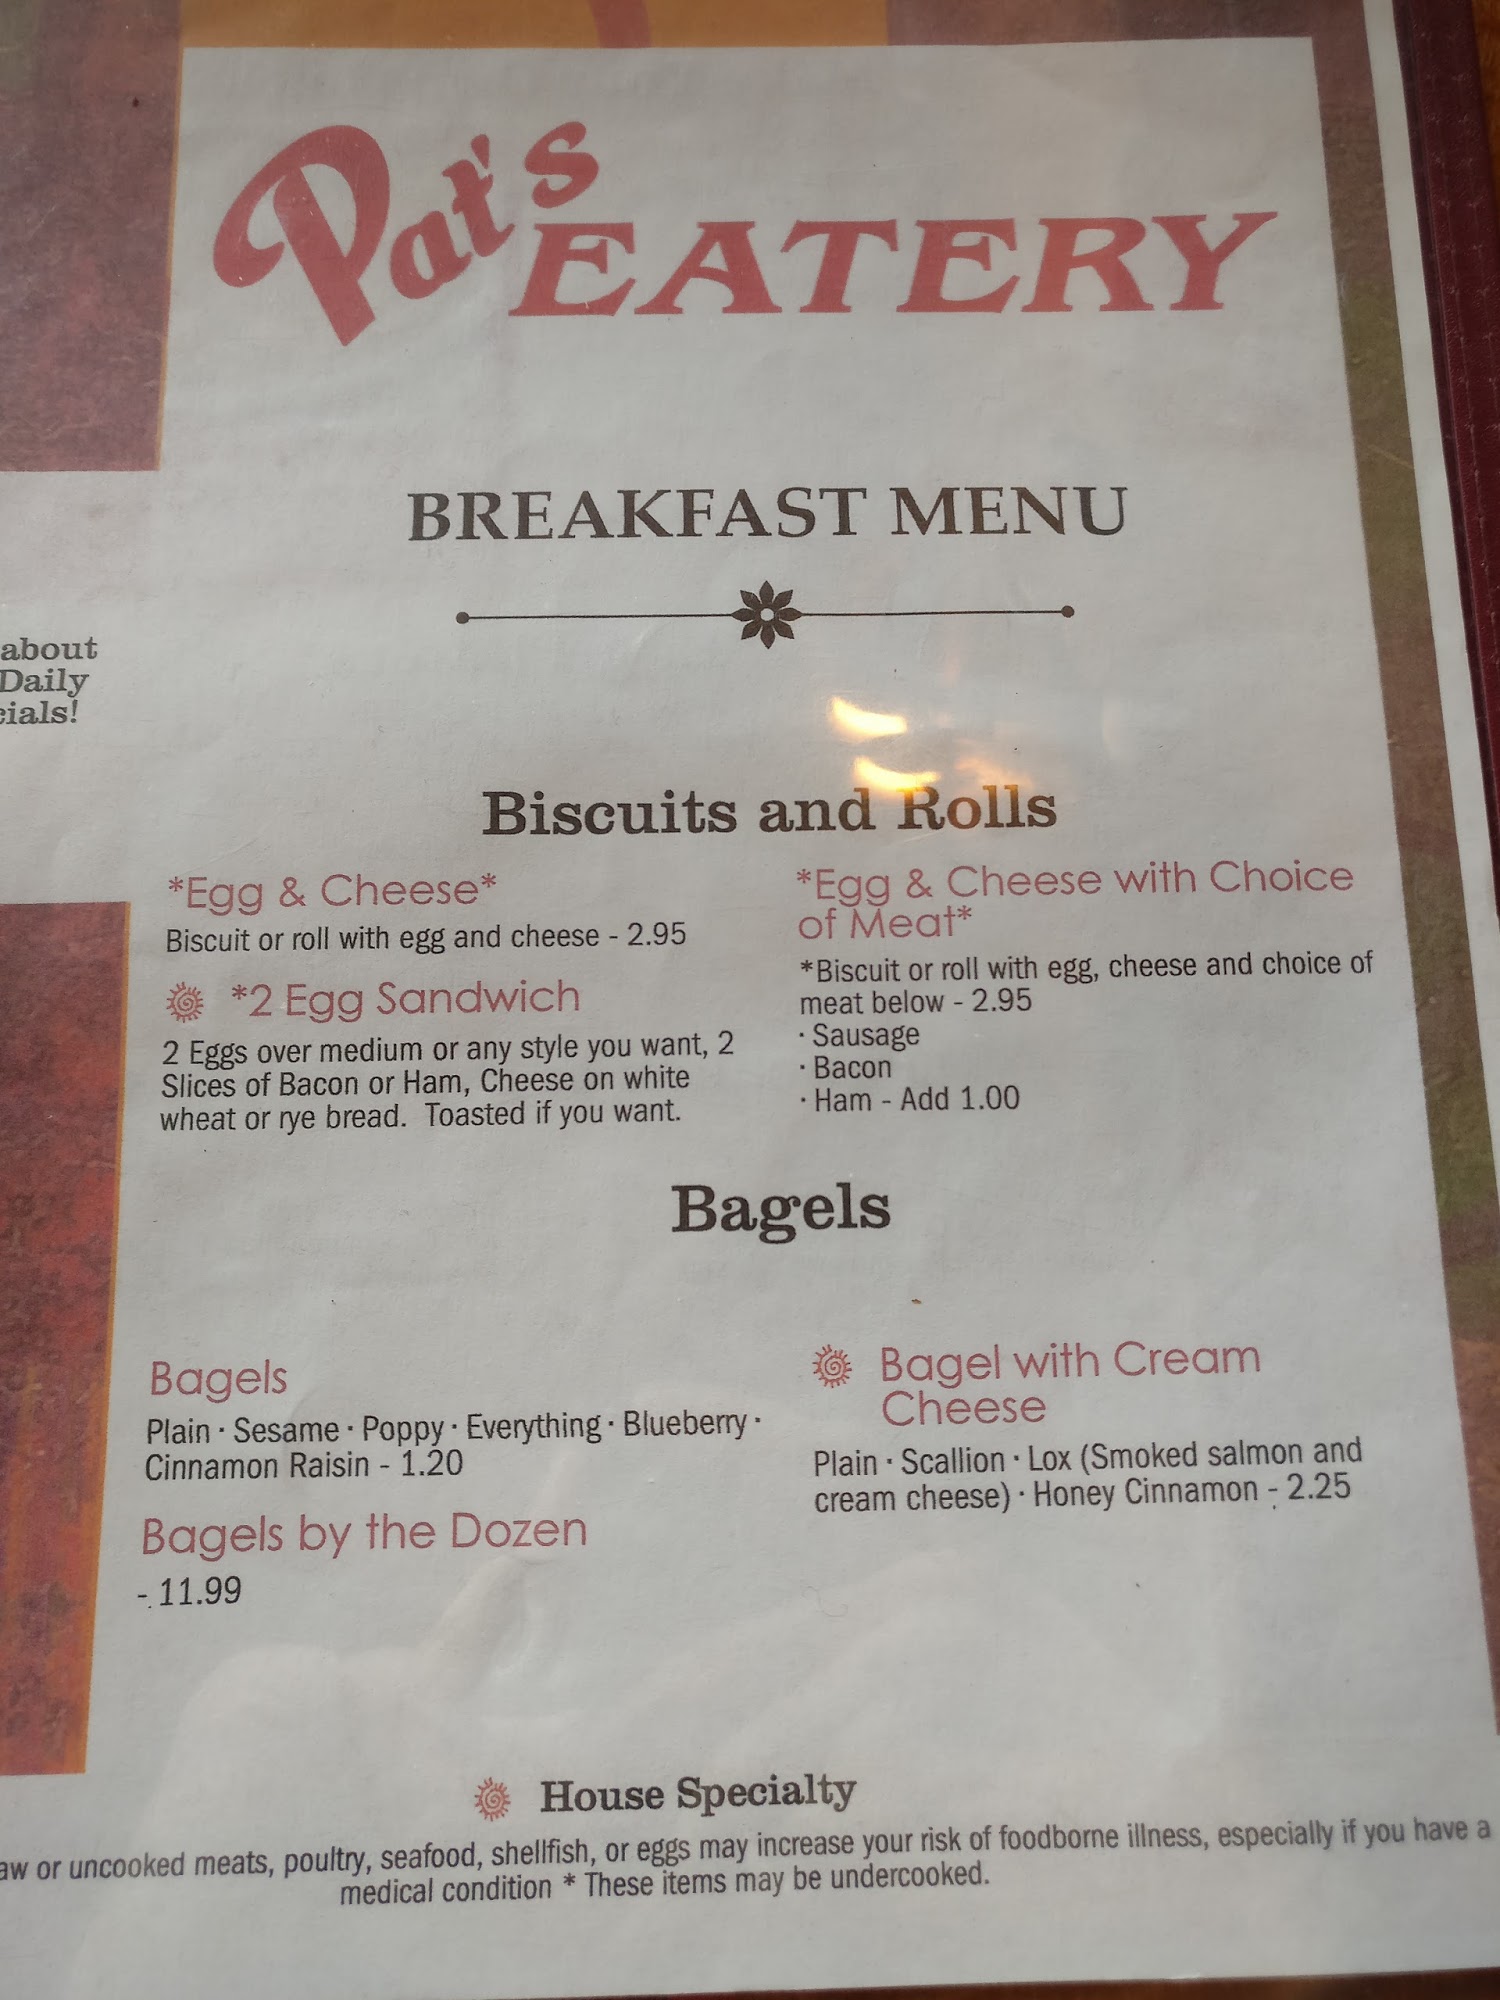 Pat's EATERY
BREAKFAST MENU
about
Daily
cials!
Biscuits and Rolls
*Egg & Cheese*
Biscuit or roll with egg and cheese - 2.95
*2 Egg Sandwich
2 Eggs over medium or any style you want, 2
Slices of Bacon or Ham, Cheese on white
wheat or rye bread.  Toasted if you want.
*Egg & Cheese with Choice
of Meat*
*Biscuit or roll with egg, cheese and choice of
meat below - 2.95
· Sausage
· Bacon
· Ham - Add 1.00
Bagels
Bagels
Plain · Sesame · Poppy · Everything · Blueberry ·
Cinnamon Raisin - 1.20
Bagels by the Dozen
- 11.99
Bagel with Cream
Cheese
Plain · Scallion · Lox (Smoked salmon and
cream cheese) · Honey Cinnamon - 2.25
House Specialty
aw or uncooked meats, poultry, seafood, shellfish, or eggs may increase your risk of foodborne illness, especially if you have a
medical condition * These items may be undercooked.